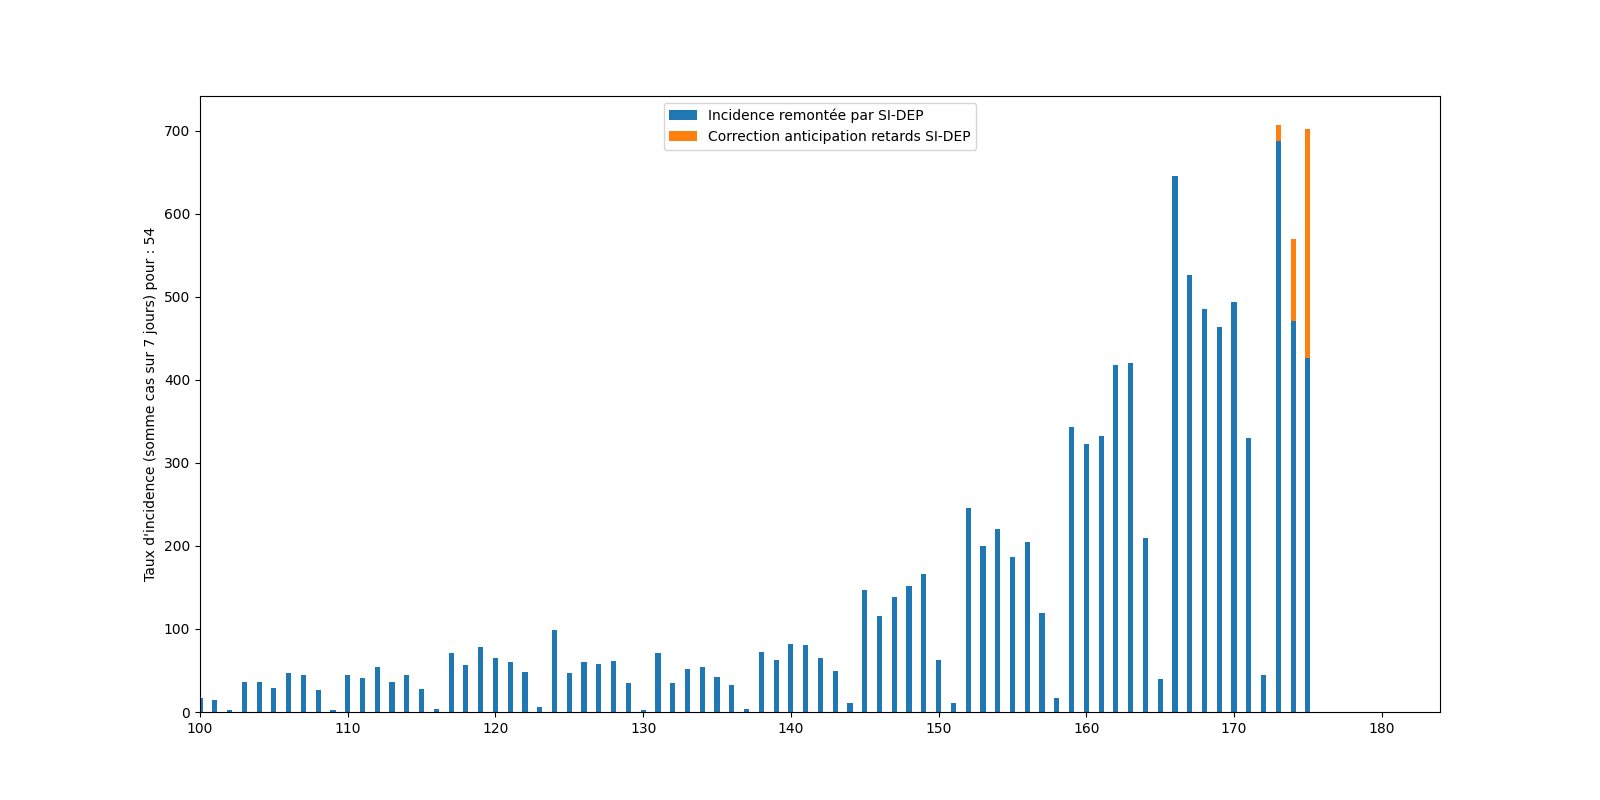 Incidence remontée par SI-DEP
Correction anticipation retards SI-DEP
Taux d'incidence (somme cas sur 7 jours) pour : 54
700
600
500
400
300
200
100
0
100 110 120 130 140 150 160 170 180